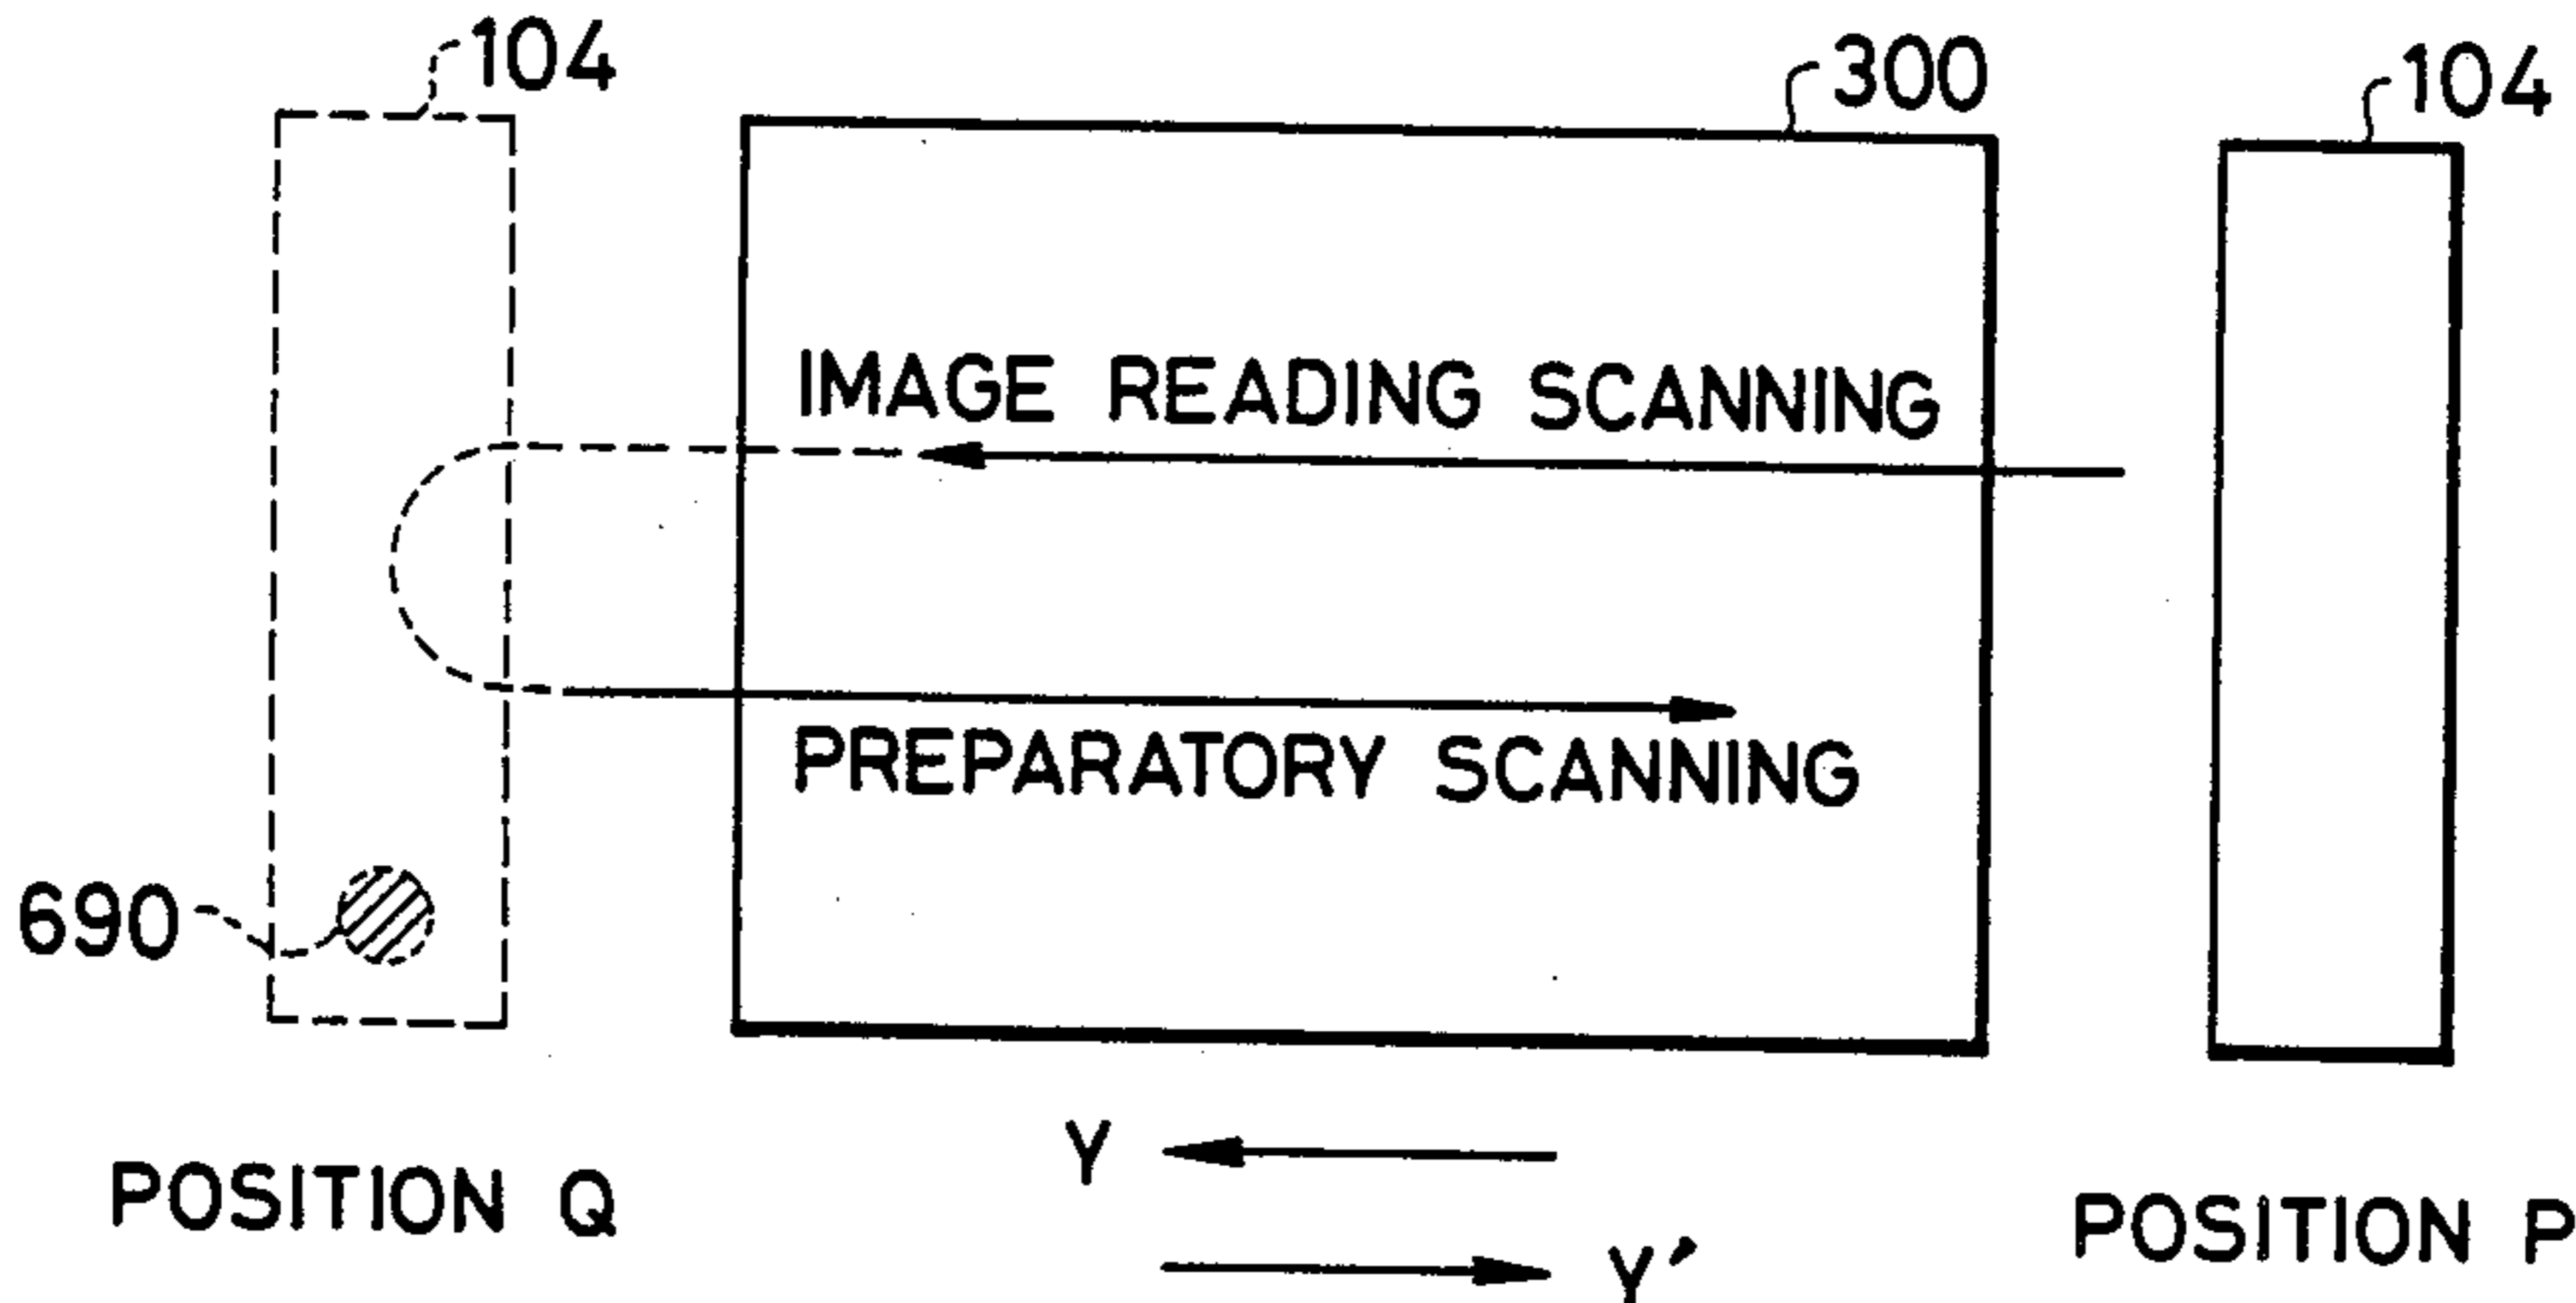 104
300
104
IMAGE READING SCANNING
PREPARATORY SCANNING
690
Y
POSITION Q
POSITION P
Y'